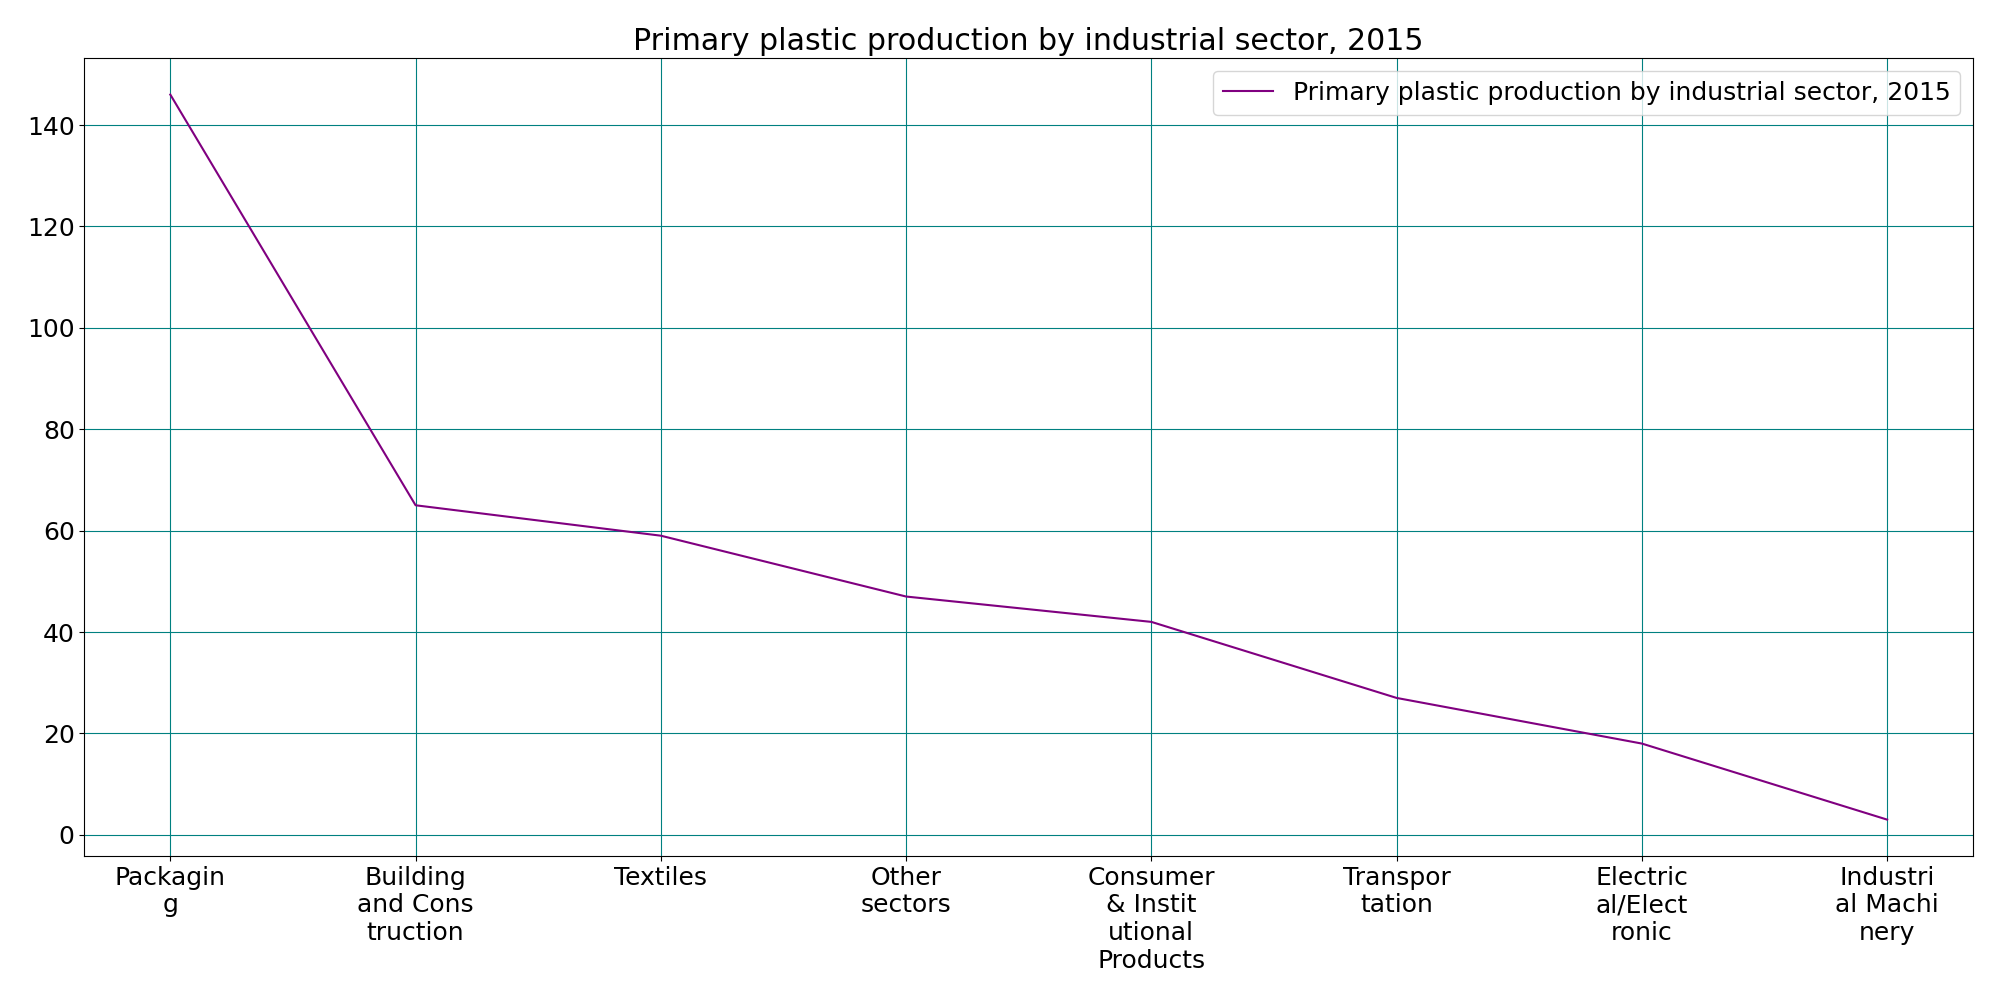 Primary plastic production by industrial sector, 2015
Primary plastic production by industrial sector, 2015
140
120
100
80
60
40
20
0
Packagin
g
Building
and Cons
truction
Textiles
Other
sectors
Consumer
& Instit
utional
Products
Transpor
tation
Electric
al/Elect
ronic
Industri
al Machi
nery